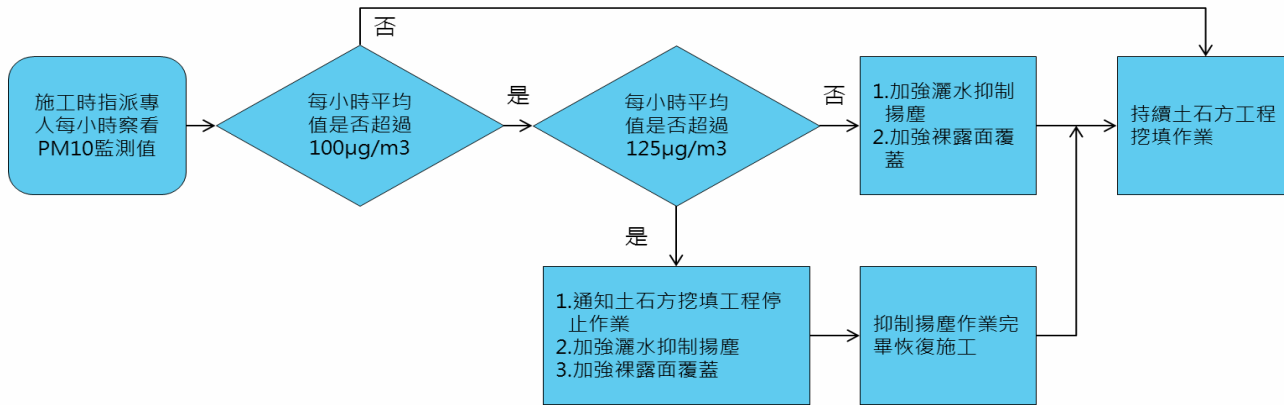 否
施工時指派專
人每小時察看
PM10監測值
每小時平均
值是否超過
100μg/m3
是
每小時平均
值是否超過
125μg/m3
否
1.加強灑水抑制
揚塵
2.加強裸露面覆
蓋
持續土石方工程
挖填作業
是
1.通知土石方挖填工程停
止作業
2.加強灑水抑制揚塵
3.加強裸露面覆蓋
抑制揚塵作業完
畢恢復施工